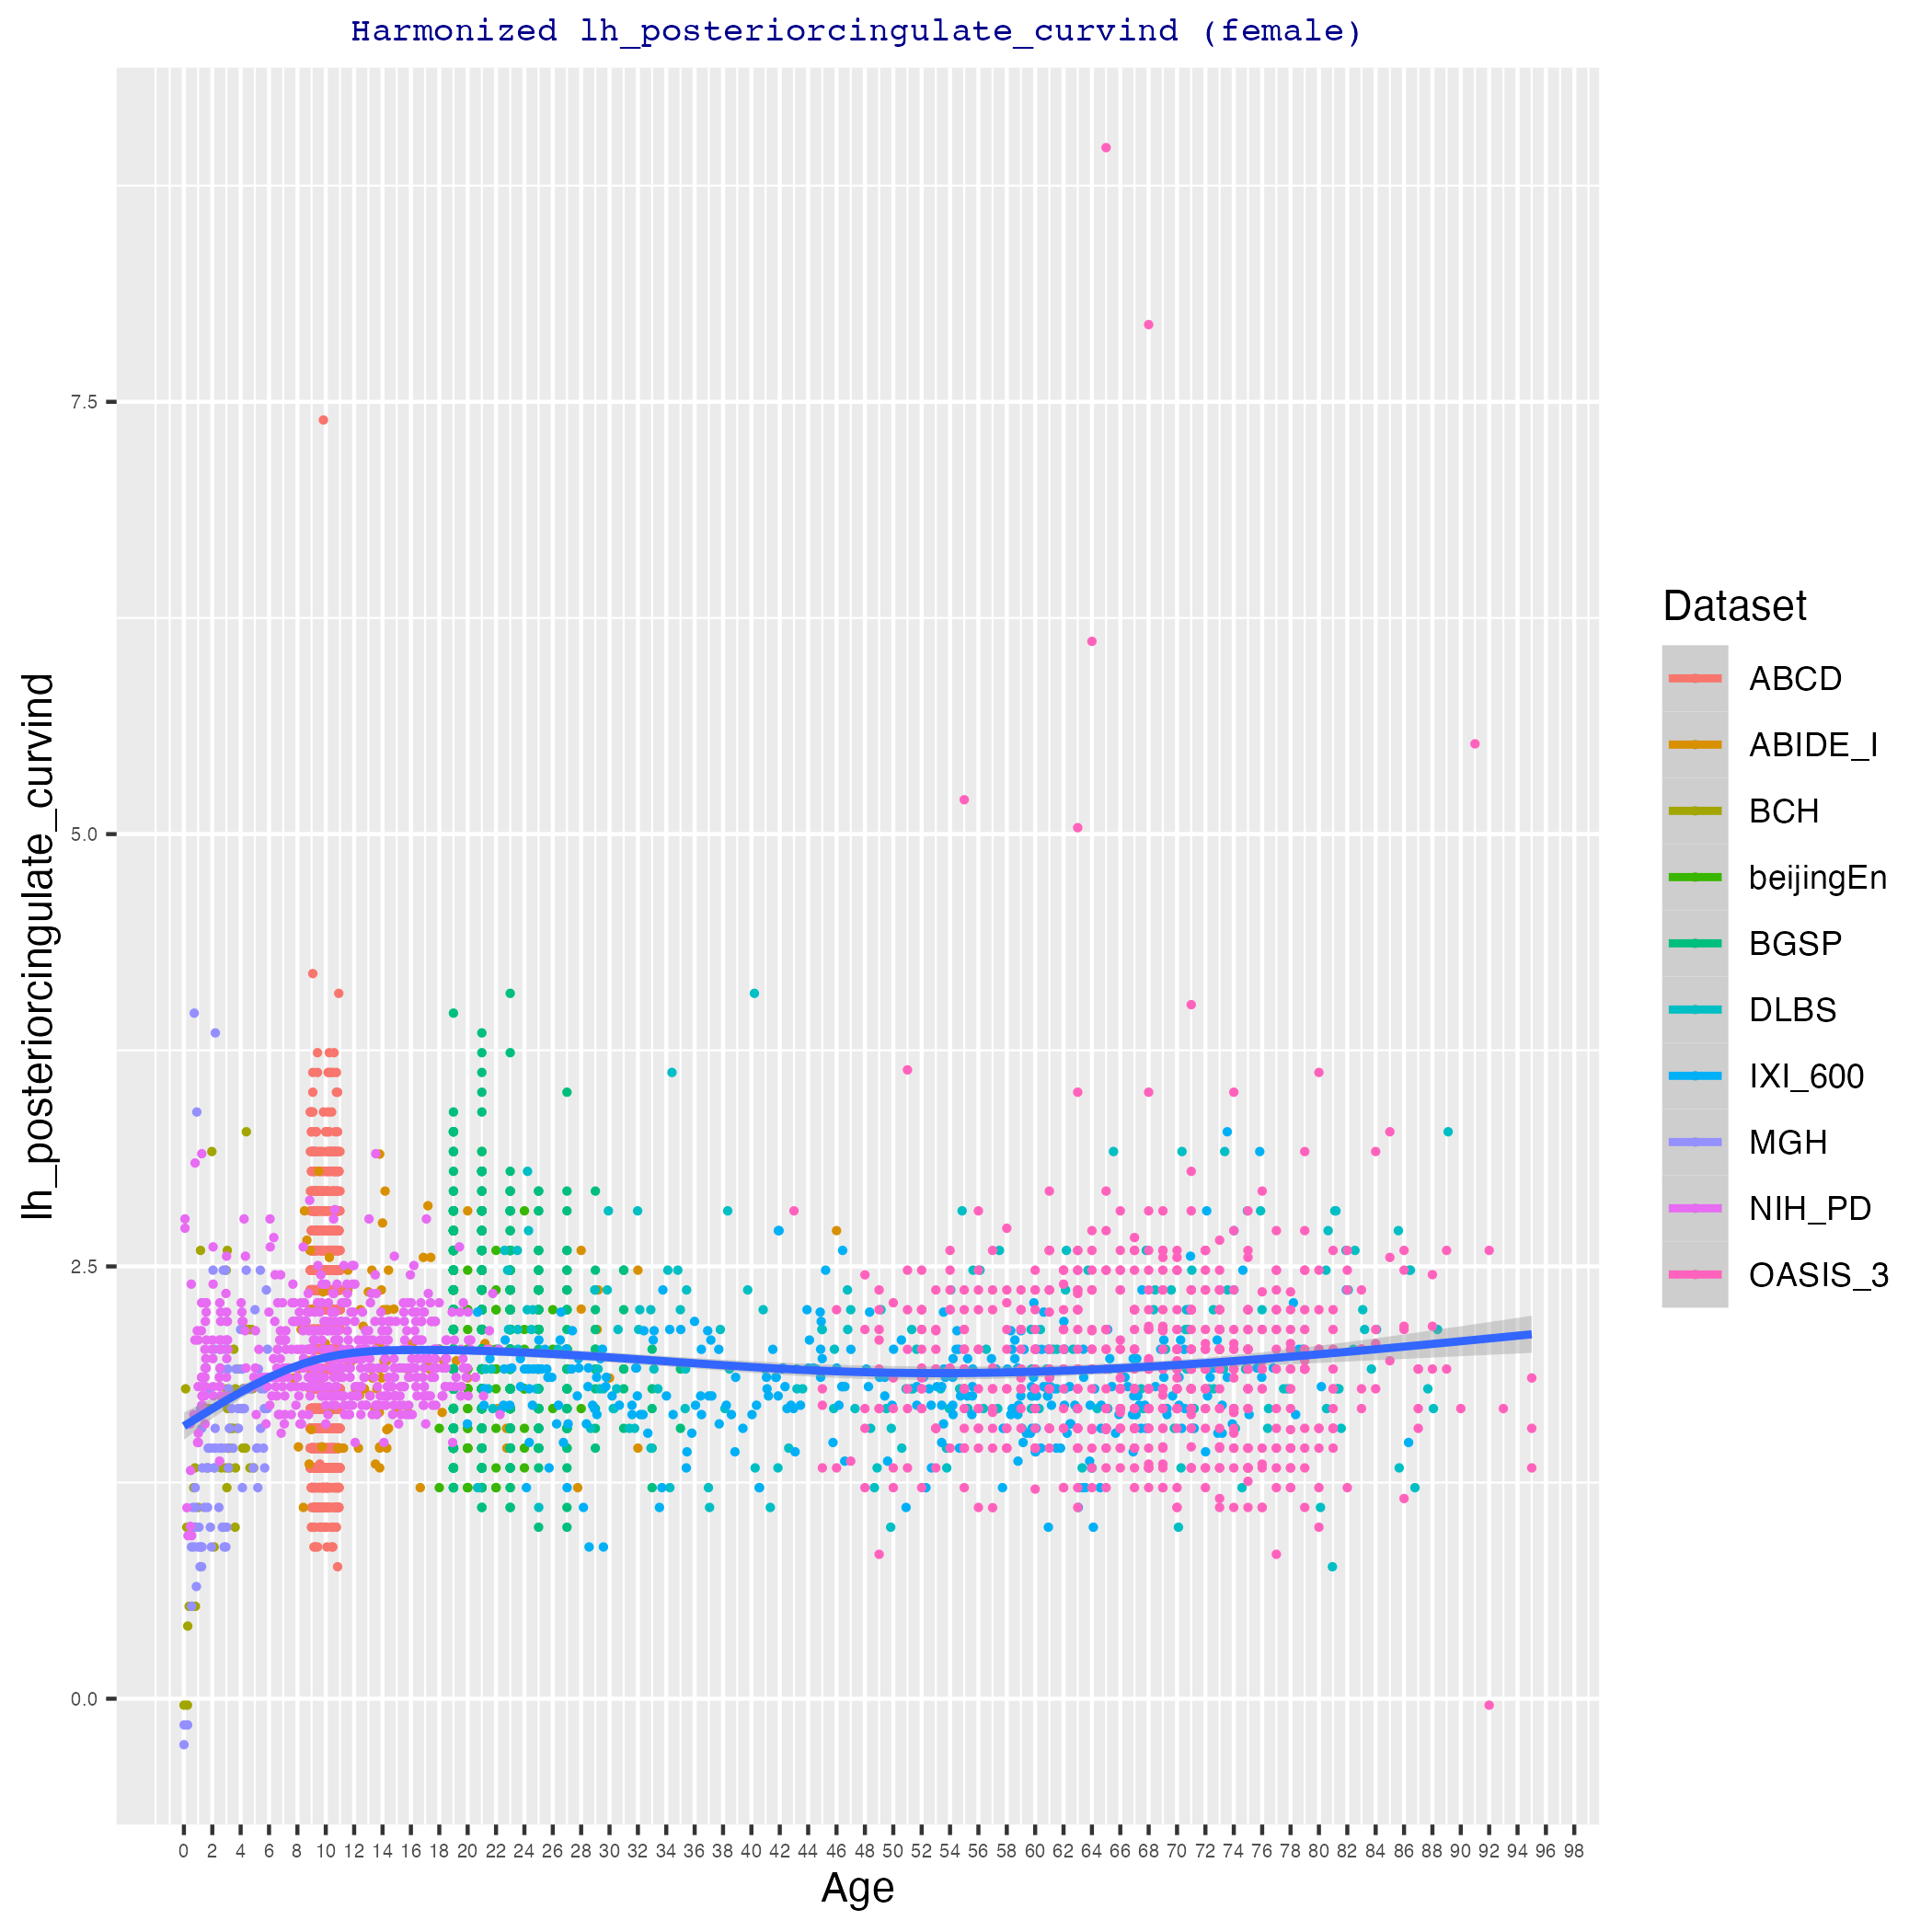 Harmonized lh_posteriorcingulate_curvind (female)
lh_posteriorcingulate_curvind
7.5
5.0
2.5
0.0
0 2 4 6 8 10 12 14 16 18 20 22 24 26 28 30 32 34 36 38 40 42 44 46 48 50 52 54 56 58 60 62 64 66 68 70 72 74 76 78 80 82 84 86 88 90 92 94 96 98
Age
Dataset
ABCD
ABIDE_I
BCH
beijingEn
BGSP
DLBS
IXI_600
MGH
NIH_PD
OASIS_3